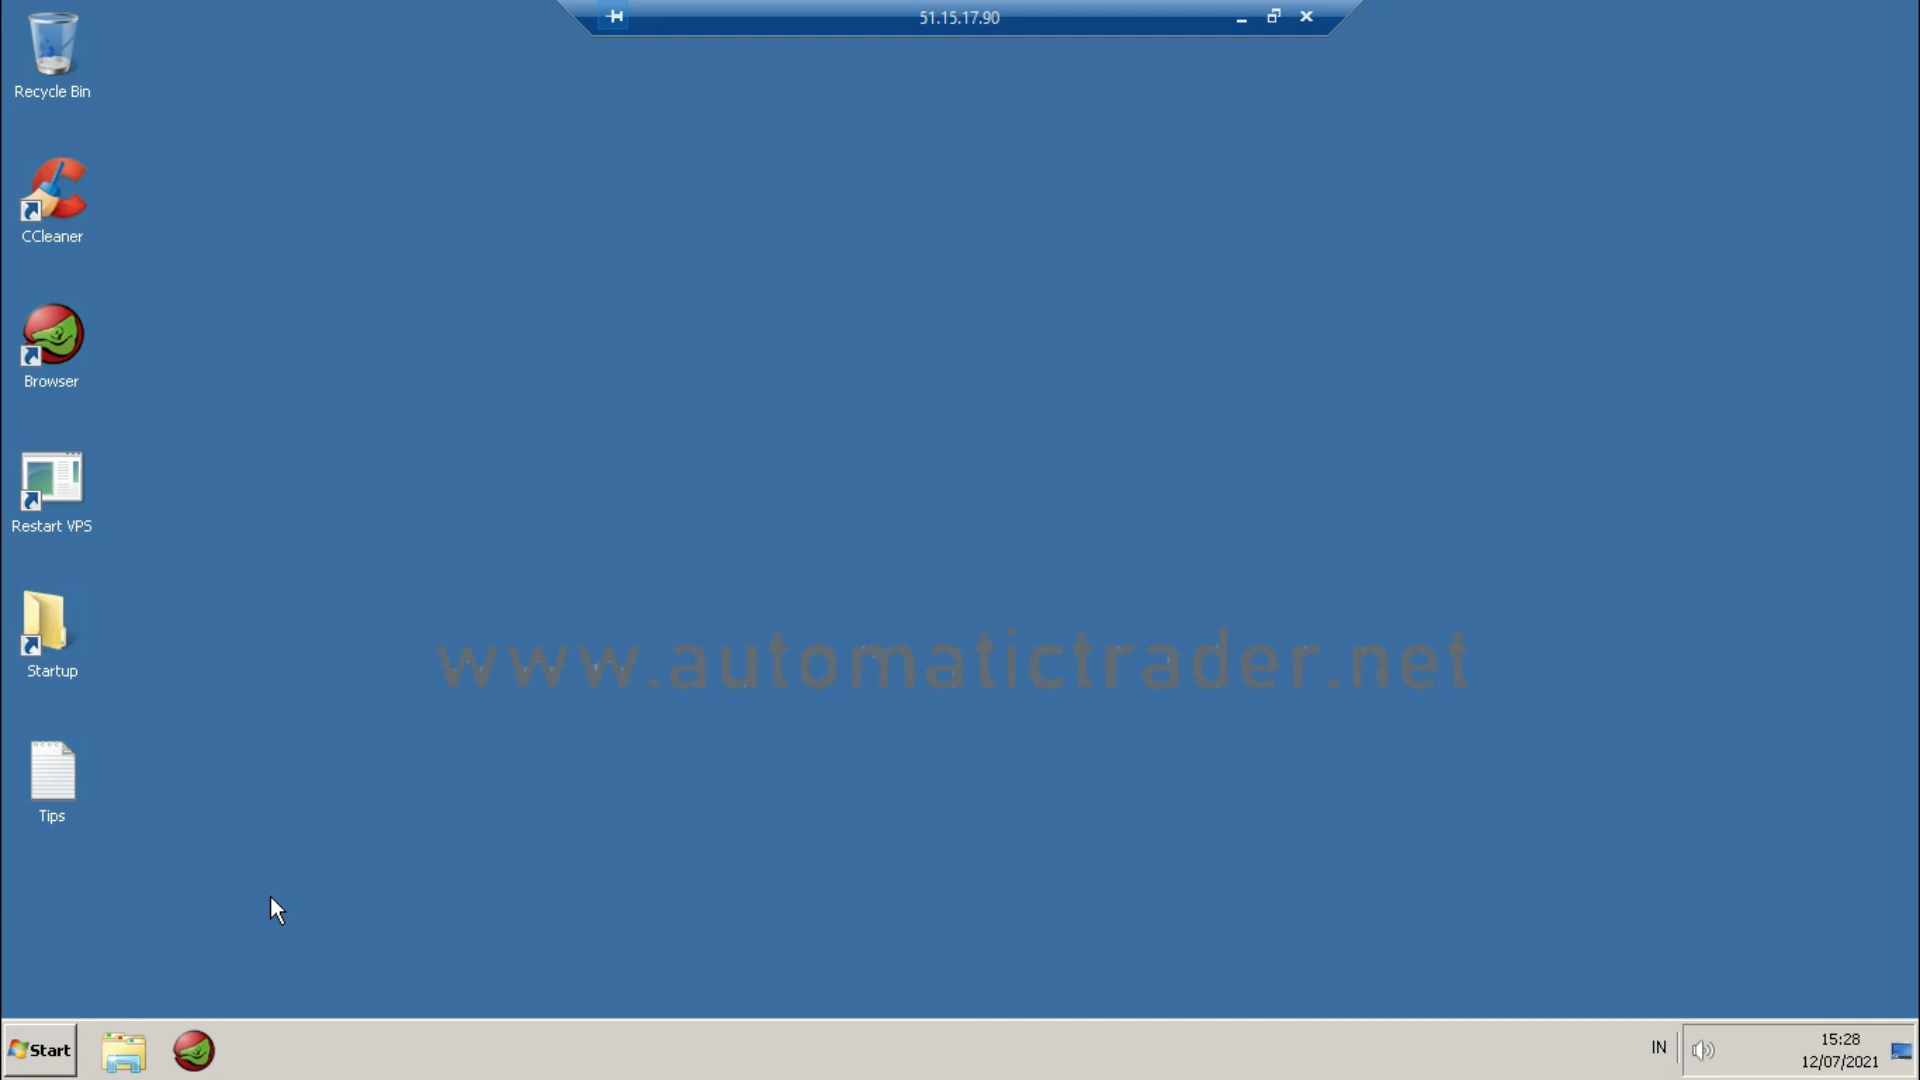 51.15.17.90
Recycle Bin
CCleaner
Browser
Restart VPS
Startup
Tips
www.automatictrader.net
Start
IN
15:28
12/07/2021